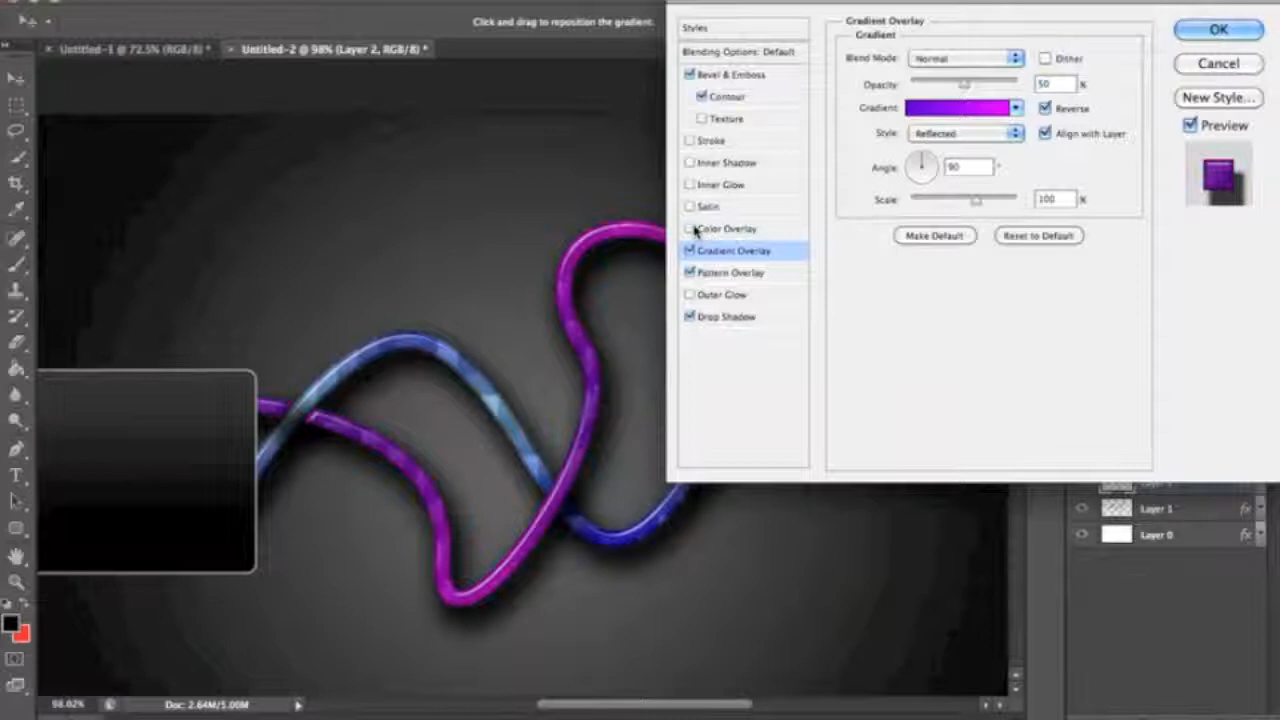 Click and drag to reposition the gradient.
Untitled-1 @ 72.5% (RGB/8) *
Untitled-2 @ 98% (Layer 2, RGB/8) *
Styles
Blending Options: Default
Bevel & Emboss
Contour
Texture
Stroke
Inner Shadow
Inner Glow
Satin
Color Overlay
Gradient Overlay
Pattern Overlay
Outer Glow
Drop Shadow
Gradient Overlay
Gradient
Blend Mode: Normal Dither
Opacity: 50 %
Gradient: Reverse
Style: Reflected Align with Layer
Angle: 90 °
Scale: 100 %
Make Default Reset to Default
OK
Cancel
New Style...
Preview
Layer 1 fx
Layer 0 fx
T
98.02% Doc: 2.64M/5.00M